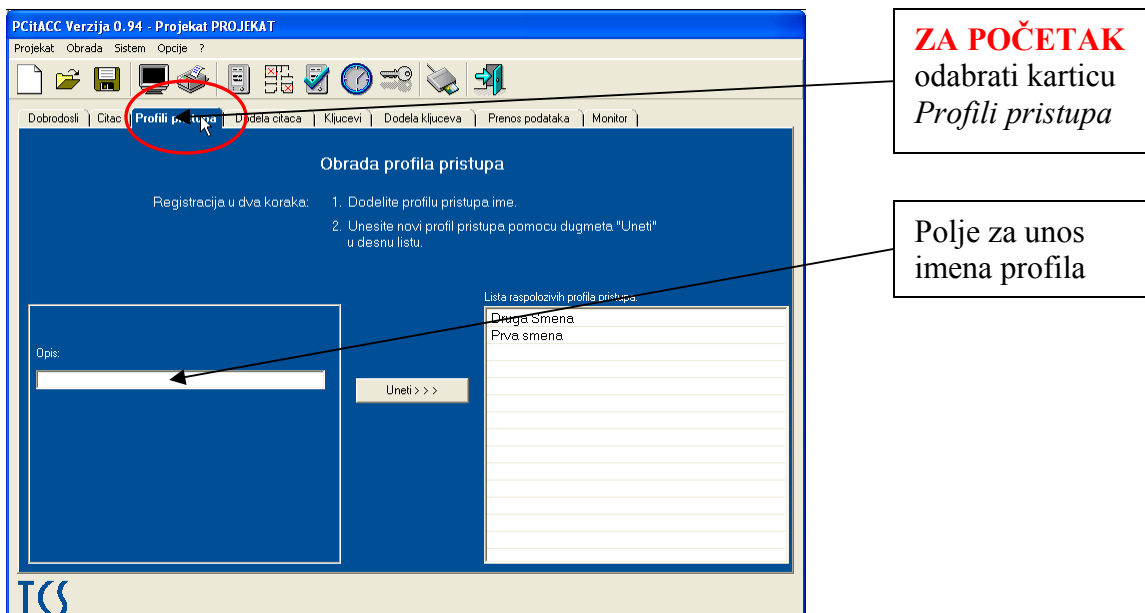 PCitACC Verzija 0.94 - Projekat PROJEKAT
Projekat Obrada Sistem Opcije ?
Dobrodosli Citac Profili pristupa Dodela citaca Kljucevi Dodela kljuceva Prenos podataka Monitor
Obrada profila pristupa
Registracija u dva koraka: 1. Dodelite profilu pristupa ime.
2. Unesite novi profil pristupa pomocu dugmeta "Uneti"
u desnu listu.
Lista raspolozivih profila pristupa:
Druga Smena
Prva smena
Opis:
Uneti > > >
TCS
ZA POČETAK
odabrati karticu
Profili pristupa
Polje za unos
imena profila